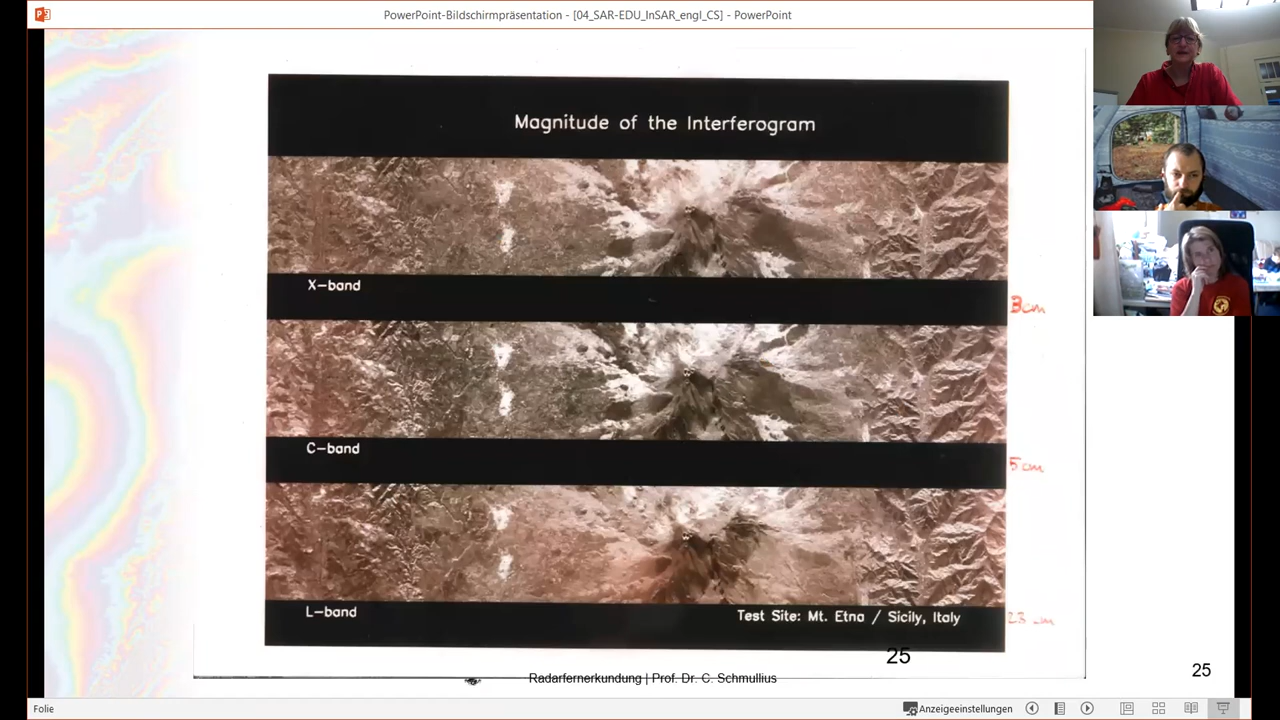 PowerPoint-Bildschirmpräsentation - [04_SAR-EDU_InSAR_engl_CS] - PowerPoint
Magnitude of the Interferogram
X-band
3cm
C-band
5cm
L-band
Test Site: Mt. Etna / Sicily, Italy
23 cm
25
Radarfernerkundung | Prof. Dr. C. Schmullius
25
Folie
Anzeigeeinstellungen